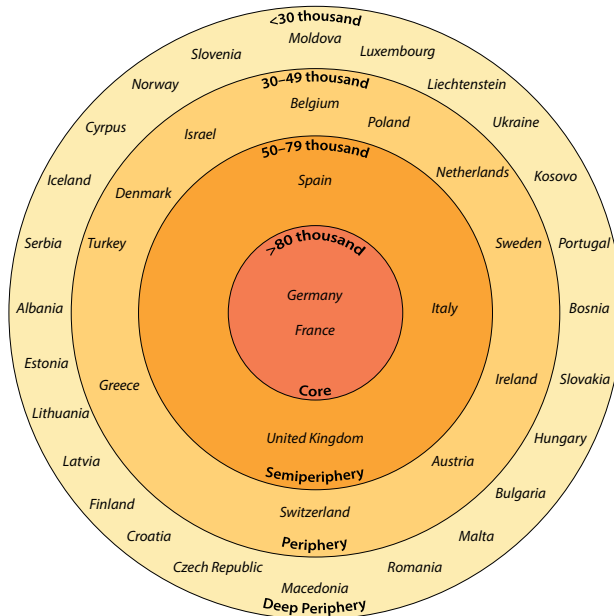 <30 thousand
Moldova
Slovenia
Luxembourg
Norway
30–49 thousand
Liechtenstein
Belgium
Cyrpus
Israel
Poland
Ukraine
50–79 thousand
Iceland
Denmark
Spain
Netherlands
Kosovo
Serbia
Turkey
>80 thousand
Sweden
Portugal
Albania
Germany
France
Italy
Bosnia
Estonia
Greece
Core
Ireland
Slovakia
Lithuania
United Kingdom
Hungary
Latvia
Semiperiphery
Austria
Finland
Switzerland
Bulgaria
Croatia
Periphery
Malta
Czech Republic
Romania
Macedonia
Deep Periphery